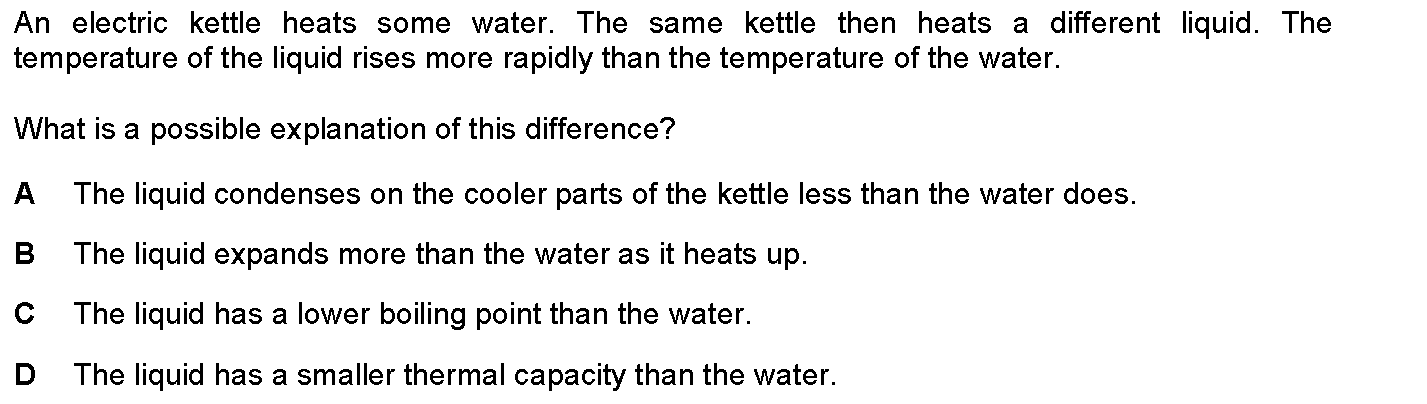 An electric kettle heats some water. The same kettle then heats a different liquid. The
temperature of the liquid rises more rapidly than the temperature of the water.
What is a possible explanation of this difference?
A The liquid condenses on the cooler parts of the kettle less than the water does.
B The liquid expands more than the water as it heats up.
C The liquid has a lower boiling point than the water.
D The liquid has a smaller thermal capacity than the water.